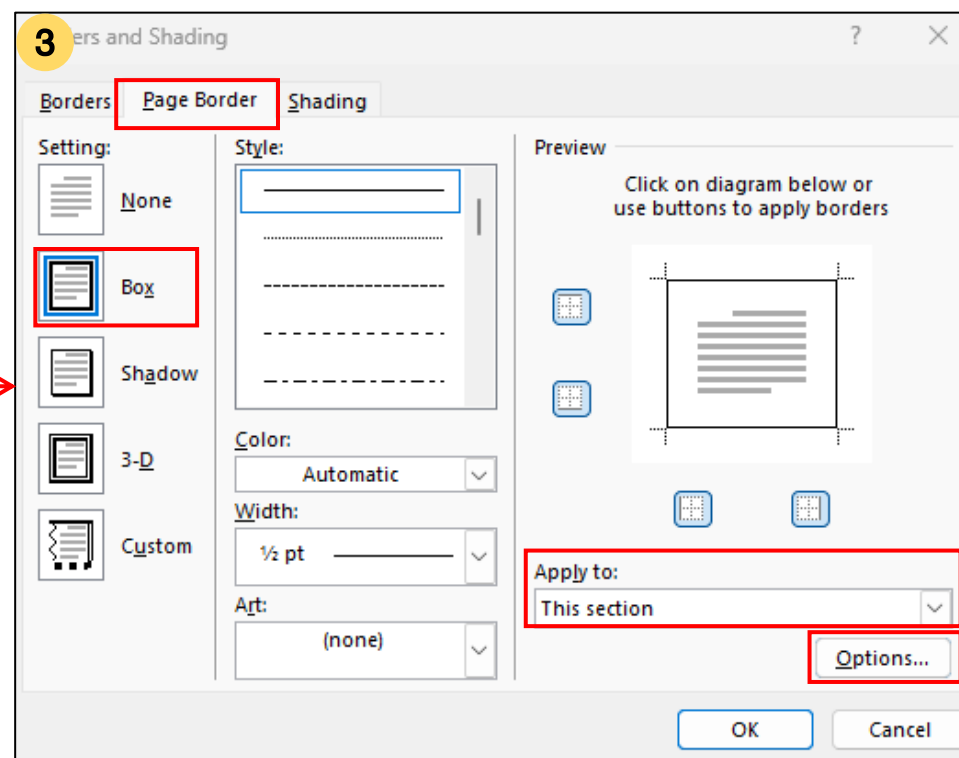 3
ers and Shading
?
Borders
Page Border
Shading
Setting:
None
Box
Shadow
3-D
Custom
Style:
Color:
Automatic
Width:
½ pt
Art:
(none)
Preview
Click on diagram below or
use buttons to apply borders
Apply to:
This section
Options...
OK
Cancel